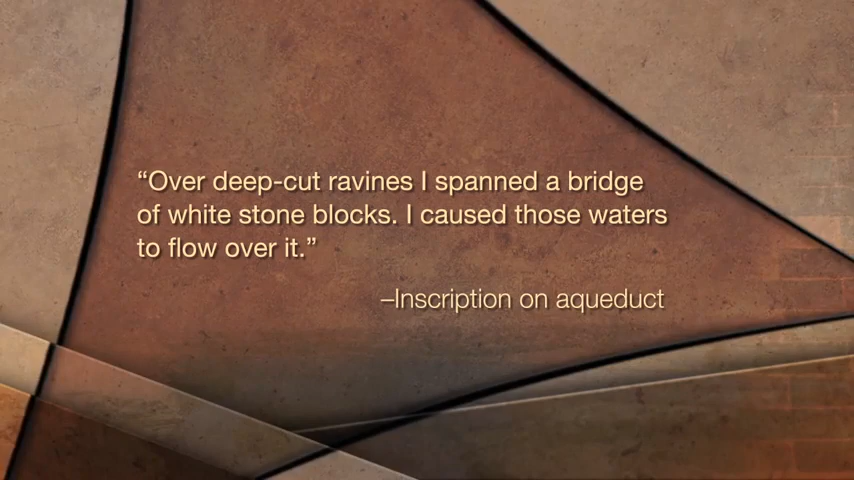 “Over deep-cut ravines I spanned a bridge
of white stone blocks. I caused those waters
to flow over it.”
–Inscription on aqueduct